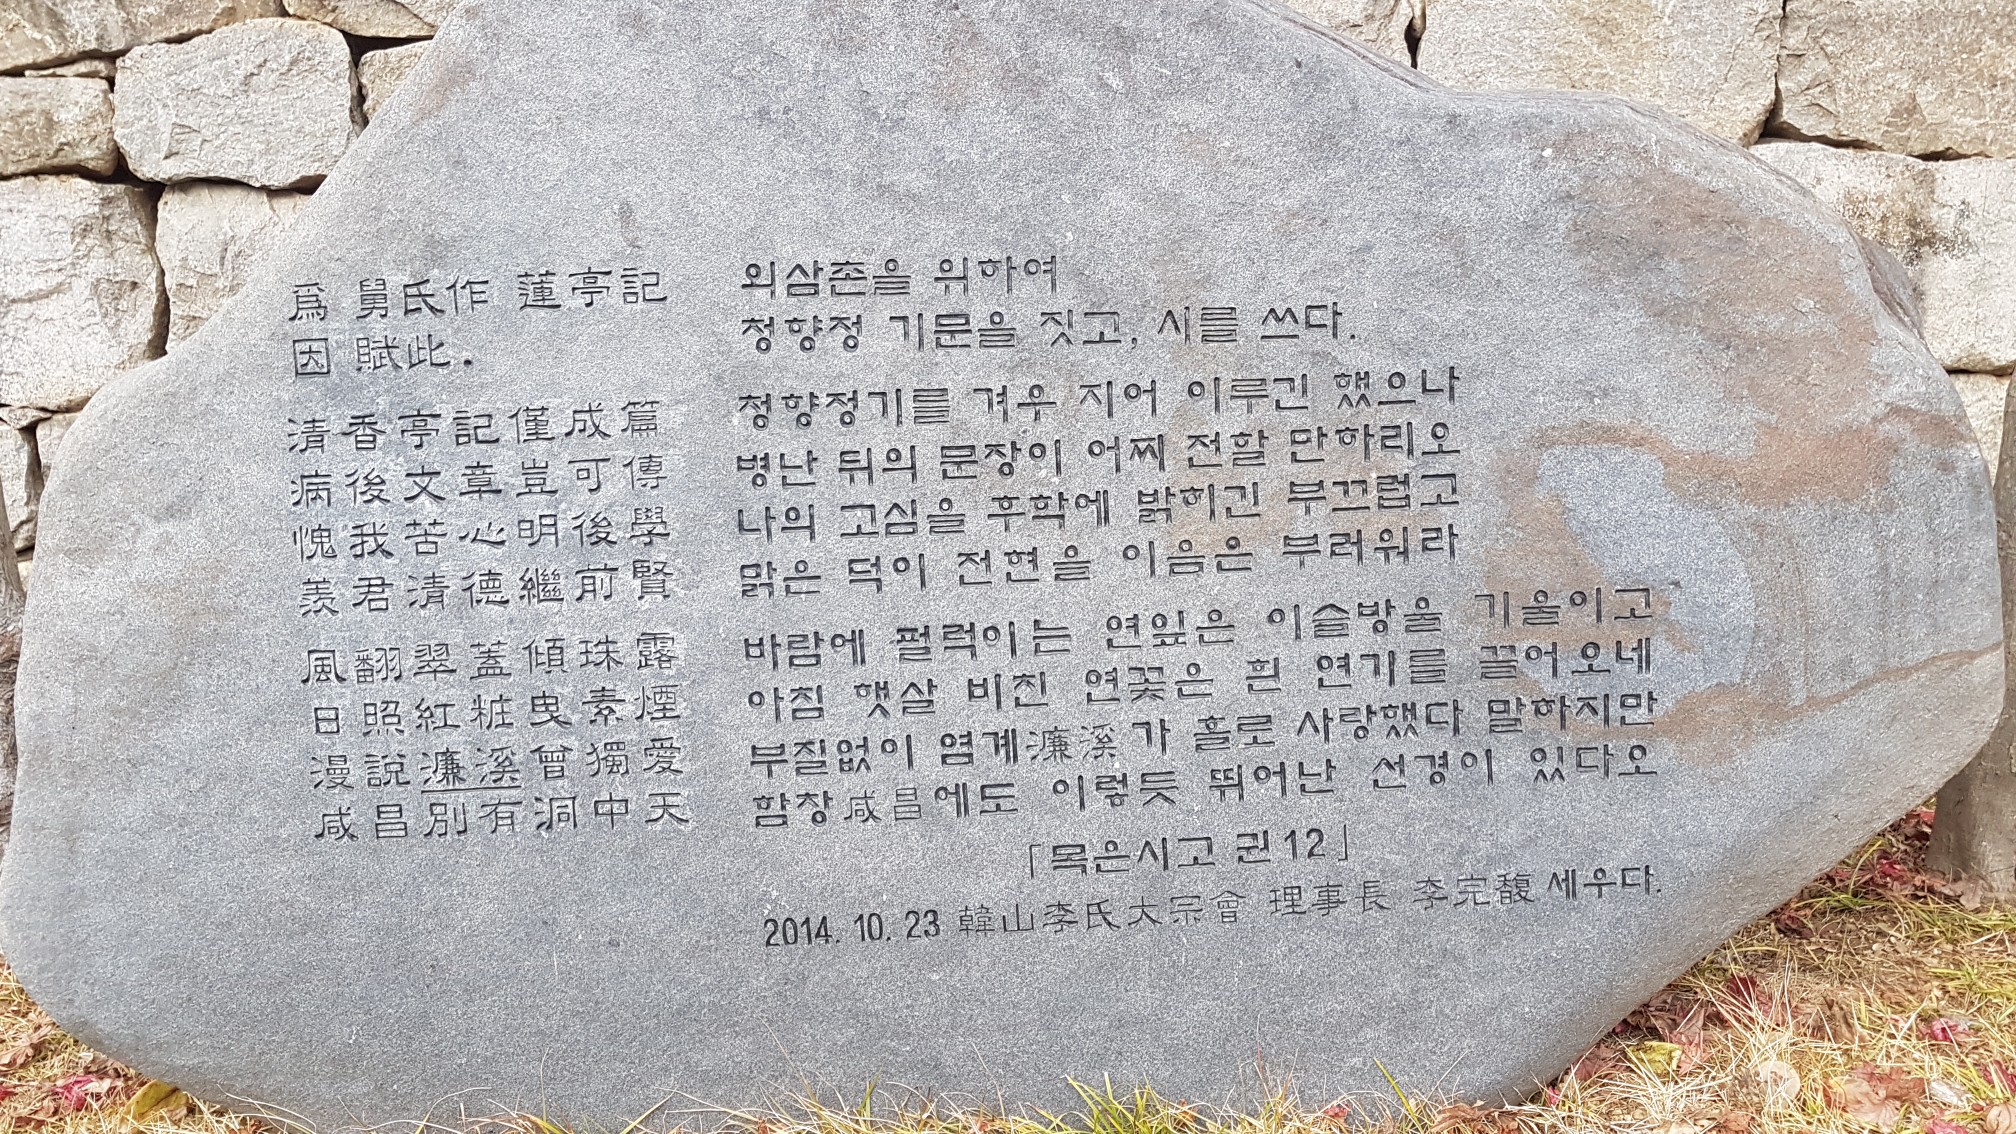 爲 舅氏作 蓮亭記
因 賦此.
清香亭記僅成篇
病後文章豈可傳
愧我苦心明後學
羨君清德繼前賢
風翻翠蓋傾珠露
日照紅粧曳素煙
漫說濂溪曾獨愛
咸昌別有洞中天
외삼촌을 위하여
청향정 기문을 짓고, 시를 쓰다.
청향정기를 겨우 지어 이루긴 했으나
병난 뒤의 문장이 어찌 전할 만하리오
나의 고심을 후학에 밝히긴 부끄럽고
맑은 덕이 전현을 이음은 부러워라
바람에 펄럭이는 연잎은 이슬방울 기울이고
아침 햇살 비친 연꽃은 흰 연기를 끌어오네
부질없이 염계濂溪가 홀로 사랑했다 말하지만
함창咸昌에도 이렇듯 뛰어난 선경이 있다오
「목은시고 권12」
2014. 10. 23 韓山李氏大宗會 理事長 李完馥 세우다.